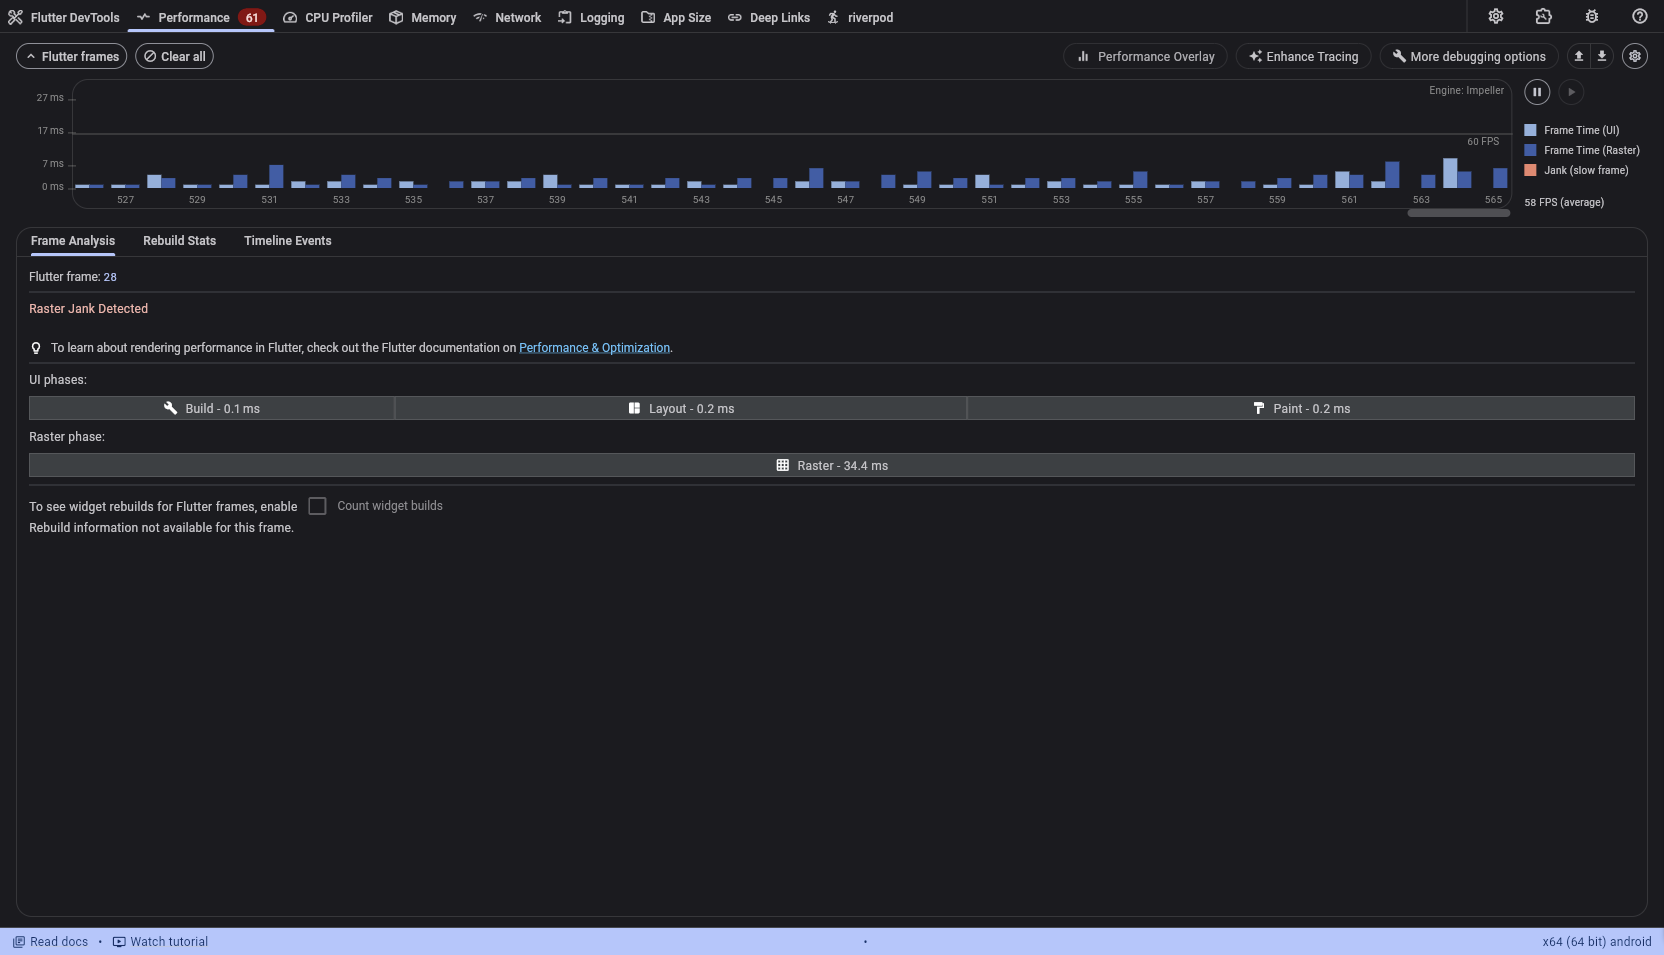 Flutter DevTools Performance 61 CPU Profiler Memory Network Logging App Size Deep Links riverpod
Flutter frames Clear all Performance Overlay Enhance Tracing More debugging options
Engine: Impeller
27 ms
17 ms
7 ms
0 ms
60 FPS
527 529 531 533 535 537 539 541 543 545 547 549 551 553 555 557 559 561 563 565
Frame Time (UI)
Frame Time (Raster)
Jank (slow frame)
58 FPS (average)
Frame Analysis Rebuild Stats Timeline Events
Flutter frame: 28
Raster Jank Detected
To learn about rendering performance in Flutter, check out the Flutter documentation on Performance & Optimization.
UI phases:
Build - 0.1 ms Layout - 0.2 ms Paint - 0.2 ms
Raster phase:
Raster - 34.4 ms
To see widget rebuilds for Flutter frames, enable Count widget builds
Rebuild information not available for this frame.
Read docs • Watch tutorial • x64 (64 bit) android